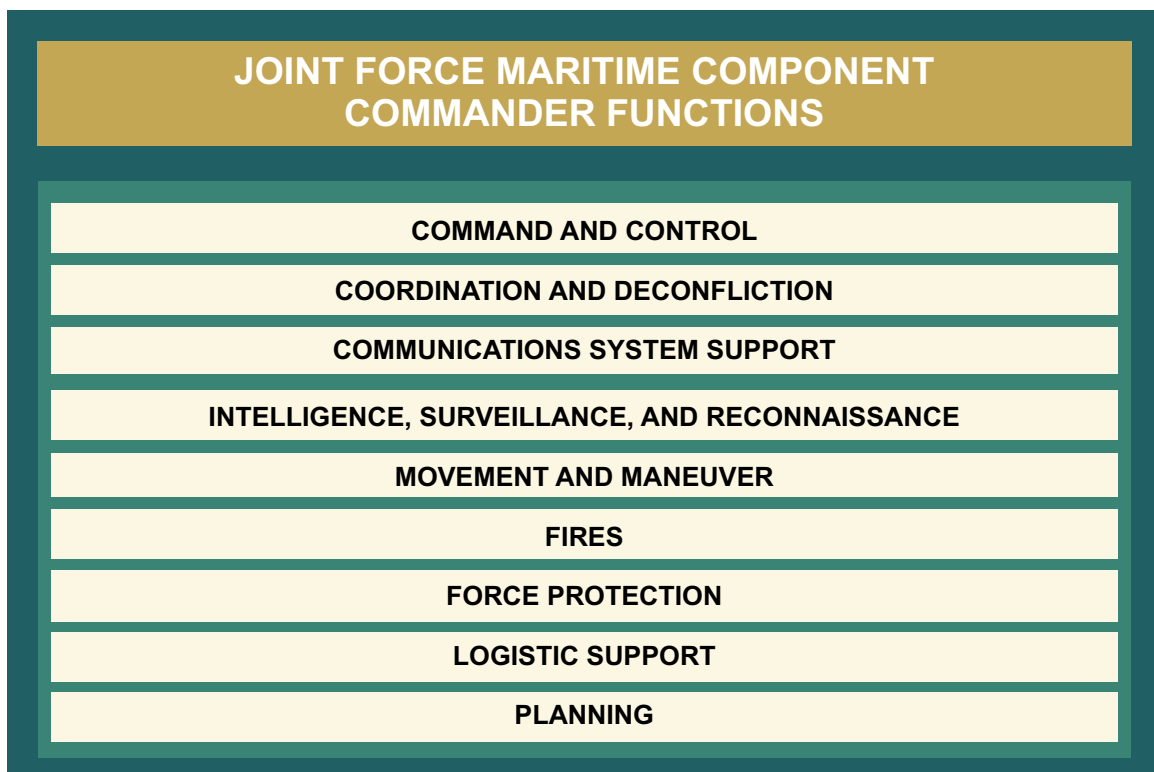 JOINT FORCE MARITIME COMPONENT
COMMANDER FUNCTIONS
COMMAND AND CONTROL
COORDINATION AND DECONFLICTION
COMMUNICATIONS SYSTEM SUPPORT
INTELLIGENCE, SURVEILLANCE, AND RECONNAISSANCE
MOVEMENT AND MANEUVER
FIRES
FORCE PROTECTION
LOGISTIC SUPPORT
PLANNING